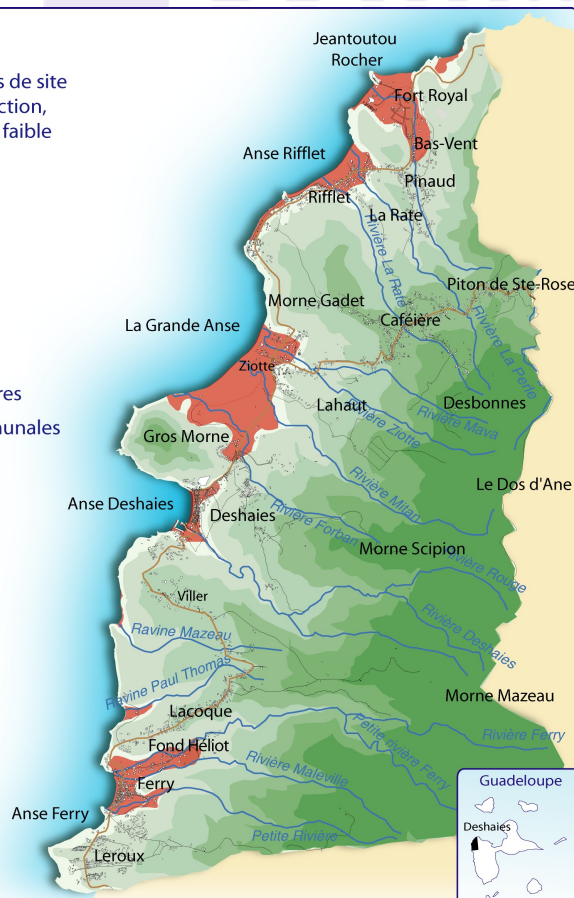 Jeantoutou
Rocher
s de site
ction,
faible
Fort Royal
Bas-Vent
Anse Rifflet
Pinaud
Rifflet
La Rate
Rivière La Rate
Piton de Ste-Rose
Morne Gadet
Caféière
La Grande Anse
Rivière La Perle
Ziotte
res
Lahaut
Desbonnes
Rivière Ziotte
Rivière Mava
unales
Gros Morne
Le Dos d'Ane
Rivière Milan
Anse Deshaies
Deshaies
Rivière Forban
Morne Scipion
Rivière Rouge
Viller
Rivière Deshaies
Ravine Mazeau
Ravine Paul Thomas
Morne Mazeau
Lacoque
Petite rivière Ferry
Rivière Ferry
Fond Héliot
Rivière Maleville
Ferry
Guadeloupe
Anse Ferry
Deshaies
Petite Rivière
Leroux